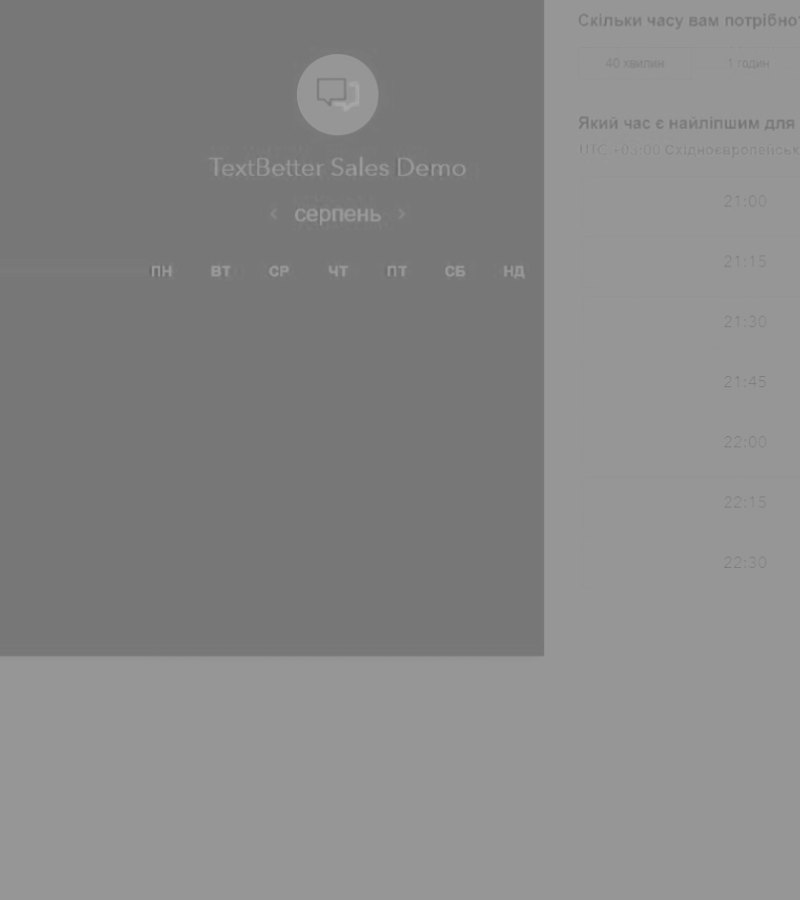 TextBetter Sales Demo
‹ серпень ›
ПН ВТ СР ЧТ ПТ СБ НД
Скільки часу вам потрібно
40 хвилин 1 годин
Який час є найліпшим для
UTC +03:00 Східноєвропейськ
21:00
21:15
21:30
21:45
22:00
22:15
22:30